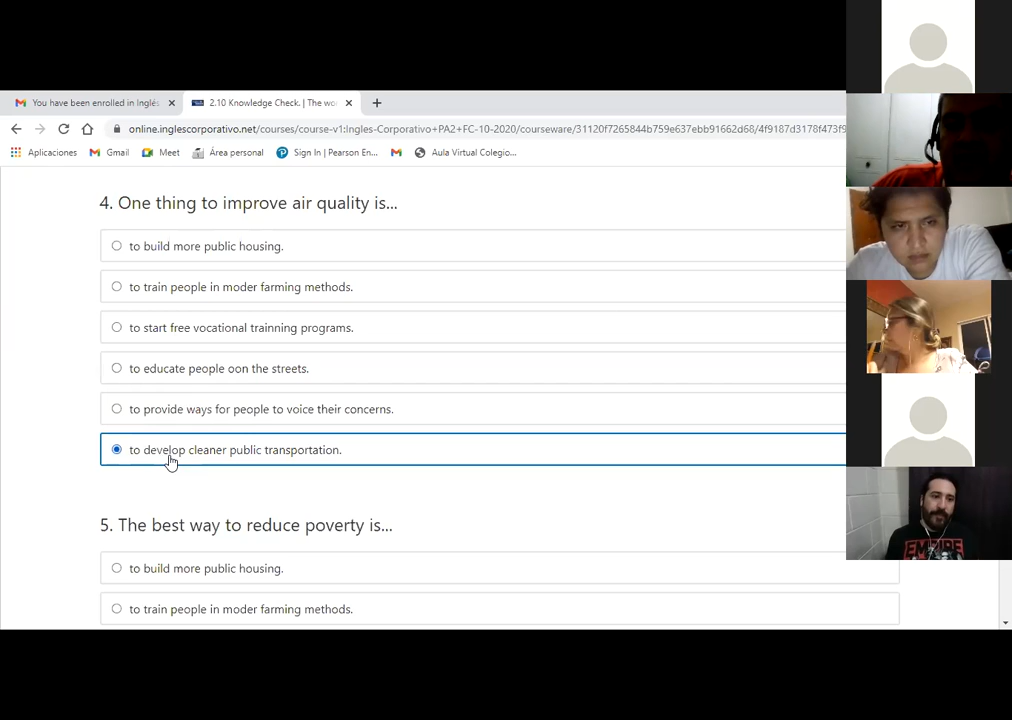 You have been enrolled in Inglés
2.10 Knowledge Check. | The wo
online.inglescorporativo.net/courses/course-v1:Ingles-Corporativo+PA2+FC-10-2020/courseware/31120f7265844b759e637ebb91662d68/4f9187d3178f473f9
Aplicaciones Gmail Meet Área personal Sign In | Pearson En... Aula Virtual Colegio...
4. One thing to improve air quality is...
to build more public housing.
to train people in moder farming methods.
to start free vocational trainning programs.
to educate people oon the streets.
to provide ways for people to voice their concerns.
to develop cleaner public transportation.
5. The best way to reduce poverty is...
to build more public housing.
to train people in moder farming methods.
EMPIRE